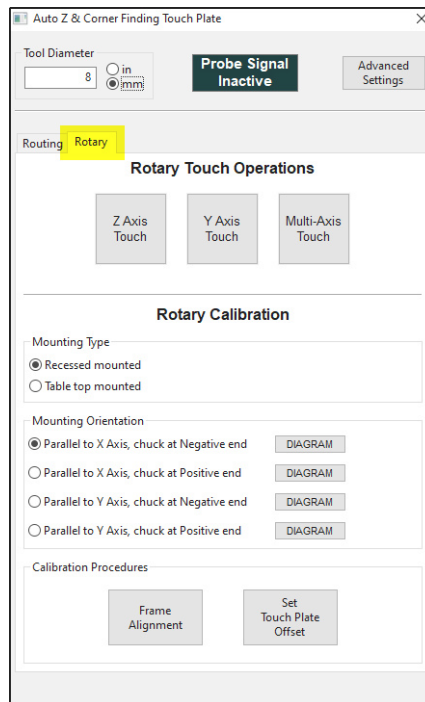 Auto Z & Corner Finding Touch Plate
Tool Diameter
8
in
mm
Probe Signal
Inactive
Advanced
Settings
Routing
Rotary
Rotary Touch Operations
Z Axis
Touch
Y Axis
Touch
Multi-Axis
Touch
Rotary Calibration
Mounting Type
Recessed mounted
Table top mounted
Mounting Orientation
Parallel to X Axis, chuck at Negative end
DIAGRAM
Parallel to X Axis, chuck at Positive end
DIAGRAM
Parallel to Y Axis, chuck at Negative end
DIAGRAM
Parallel to Y Axis, chuck at Positive end
DIAGRAM
Calibration Procedures
Frame
Alignment
Set
Touch Plate
Offset